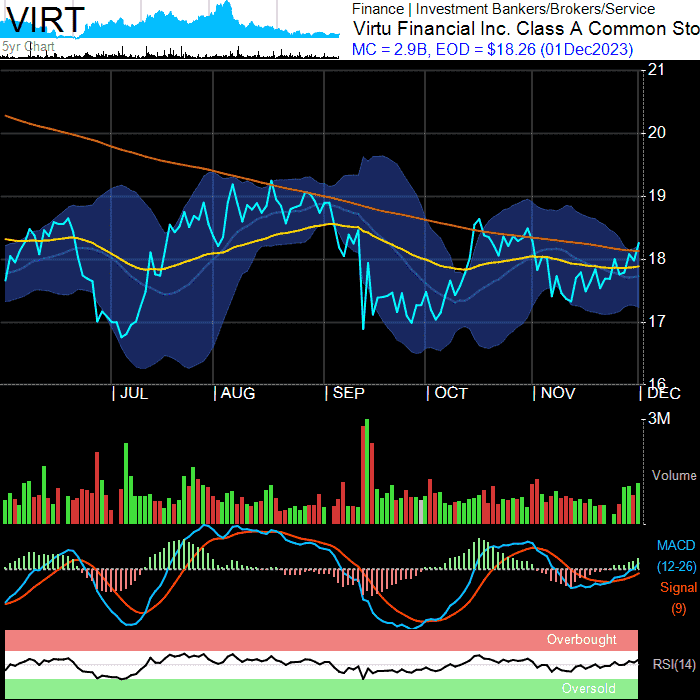 VIRT
5yr Chart
Finance | Investment Bankers/Brokers/Service
Virtu Financial Inc. Class A Common Sto
MC = 2.9B, EOD = $18.26 (01Dec2023)
21
20
19
18
17
16
JUL
AUG
SEP
OCT
NOV
DEC
3M
Volume
MACD
(12-26)
Signal
(9)
Overbought
RSI(14)
Oversold